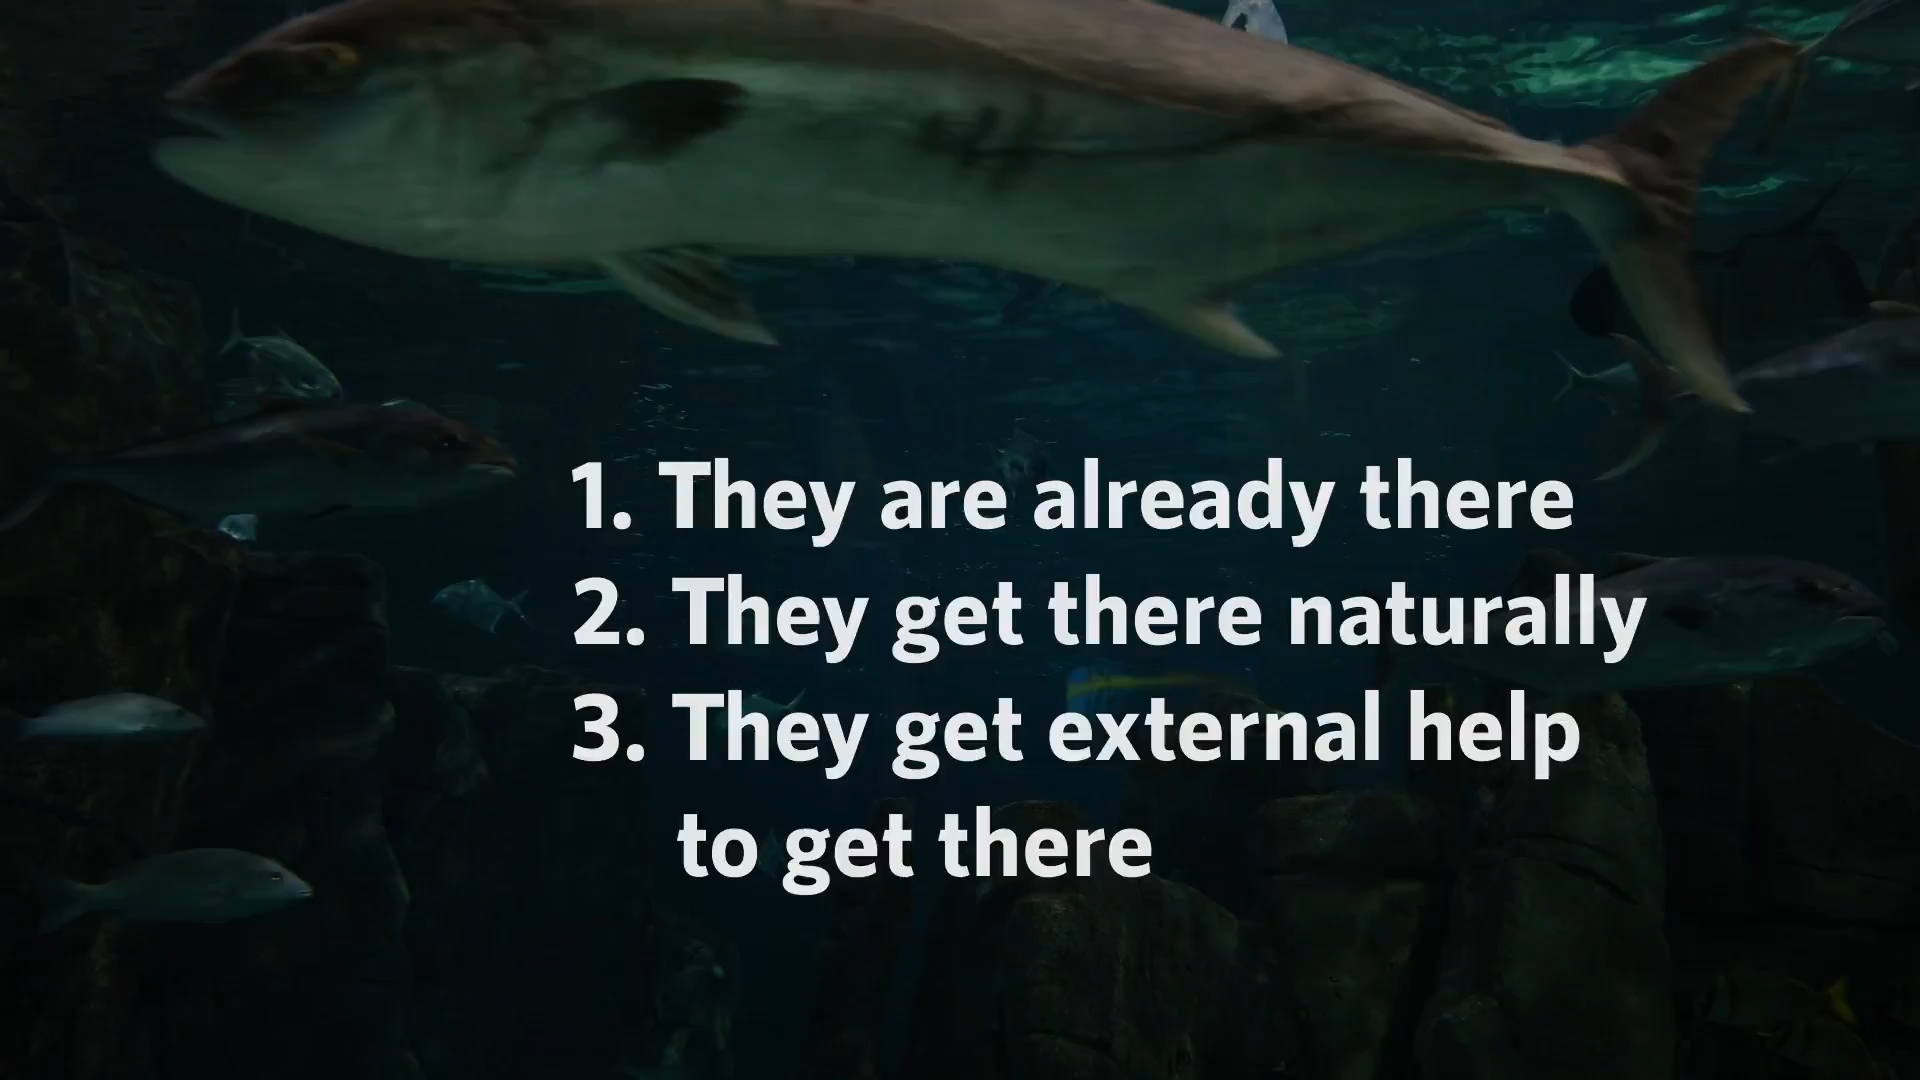 1. They are already there
2. They get there naturally
3. They get external help
to get there